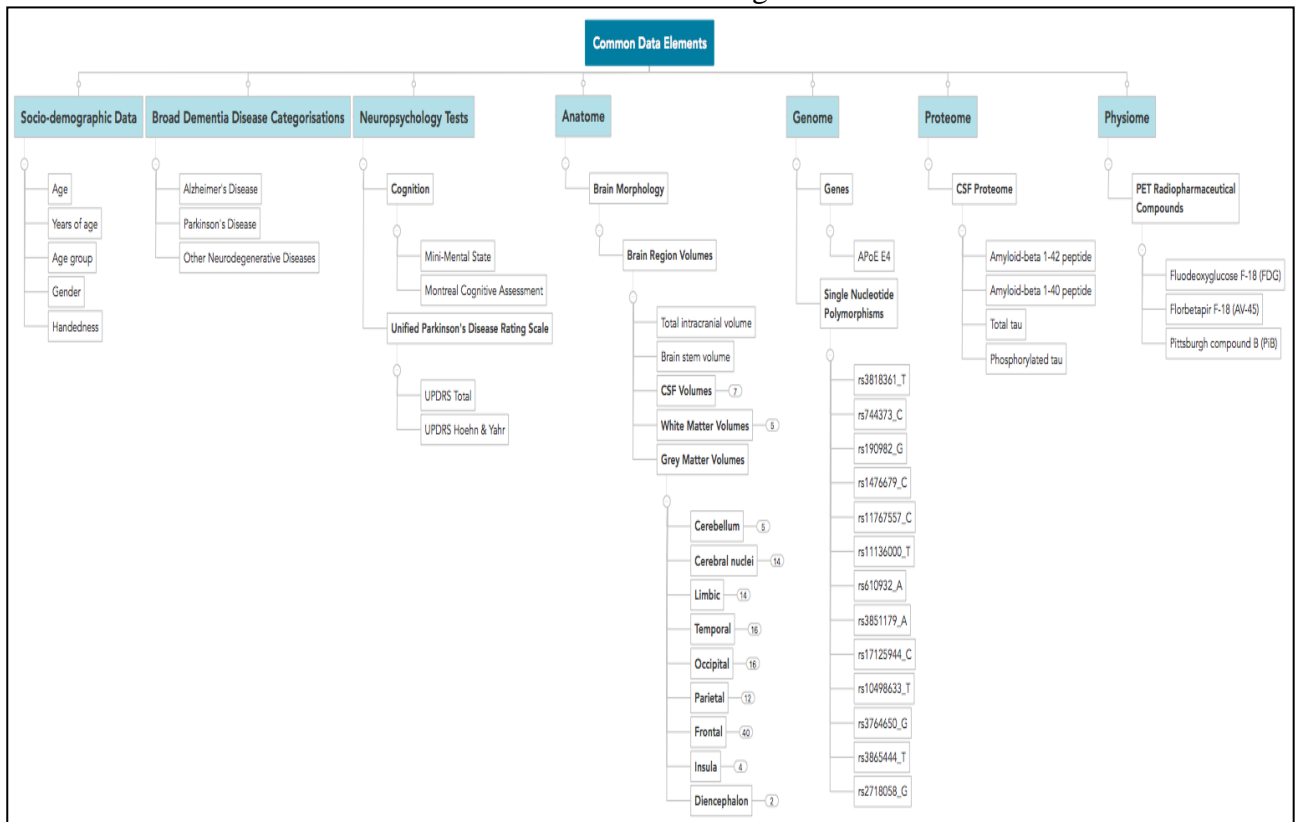 Common Data Elements
Socio-demographic Data
Age
Years of age
Age group
Gender
Handedness
Broad Dementia Disease Categorisations
Alzheimer's Disease
Parkinson's Disease
Other Neurodegenerative Diseases
Neuropsychology Tests
Cognition
Mini-Mental State
Montreal Cognitive Assessment
Unified Parkinson's Disease Rating Scale
UPDRS Total
UPDRS Hoehn & Yahr
Anatome
Brain Morphology
Brain Region Volumes
Total intracranial volume
Brain stem volume
CSF Volumes 7
White Matter Volumes 5
Grey Matter Volumes
Cerebellum 5
Cerebral nuclei 14
Limbic 14
Temporal 16
Occipital 16
Parietal 12
Frontal 40
Insula 4
Diencephalon 2
Genome
Genes
APoE E4
Single Nucleotide
Polymorphisms
rs3818361_T
rs744373_C
rs190982_G
rs1476679_C
rs11767557_C
rs11136000_T
rs610932_A
rs3851179_A
rs17125944_C
rs10498633_T
rs3764650_G
rs3865444_T
rs2718058_G
Proteome
CSF Proteome
Amyloid-beta 1-42 peptide
Amyloid-beta 1-40 peptide
Total tau
Phosphorylated tau
Physiome
PET Radiopharmaceutical
Compounds
Fluodeoxyglucose F-18 (FDG)
Florbetapir F-18 (AV-45)
Pittsburgh compound B (PiB)